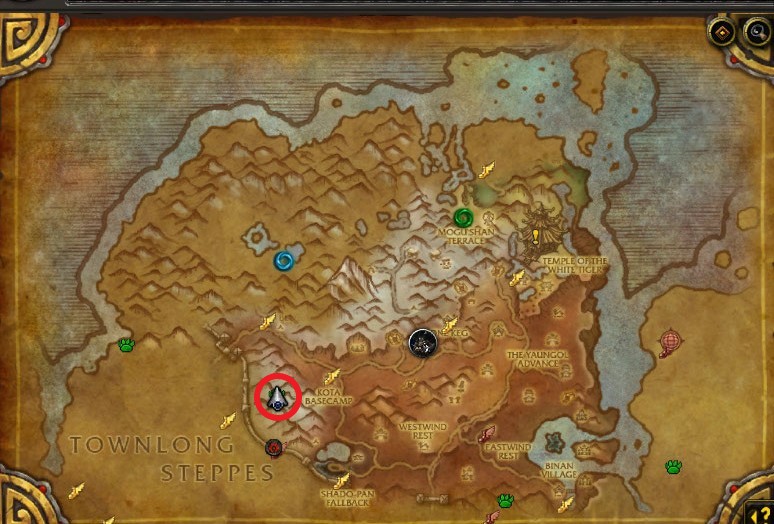 MOGU'SHAN
TERRACE
TEMPLE OF THE
WHITE TIGER
THE YAUNGOL
ADVANCE
KOTA
BASECAMP
WESTWIND
REST
EASTWIND
REST
BINAN
VILLAGE
TOWNLONG
STEPPES
SHADO-PAN
FALLBACK